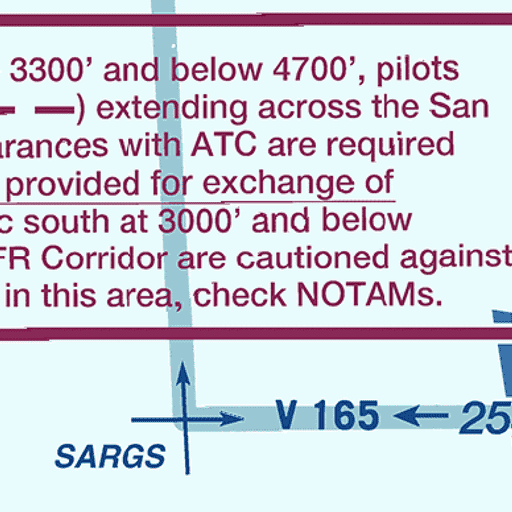 3300’ and below 4700’, pilots
— —) extending across the San
arances with ATC are required
provided for exchange of
c south at 3000’ and below
FR Corridor are cautioned against
in this area, check NOTAMs.
V 165
25
SARGS